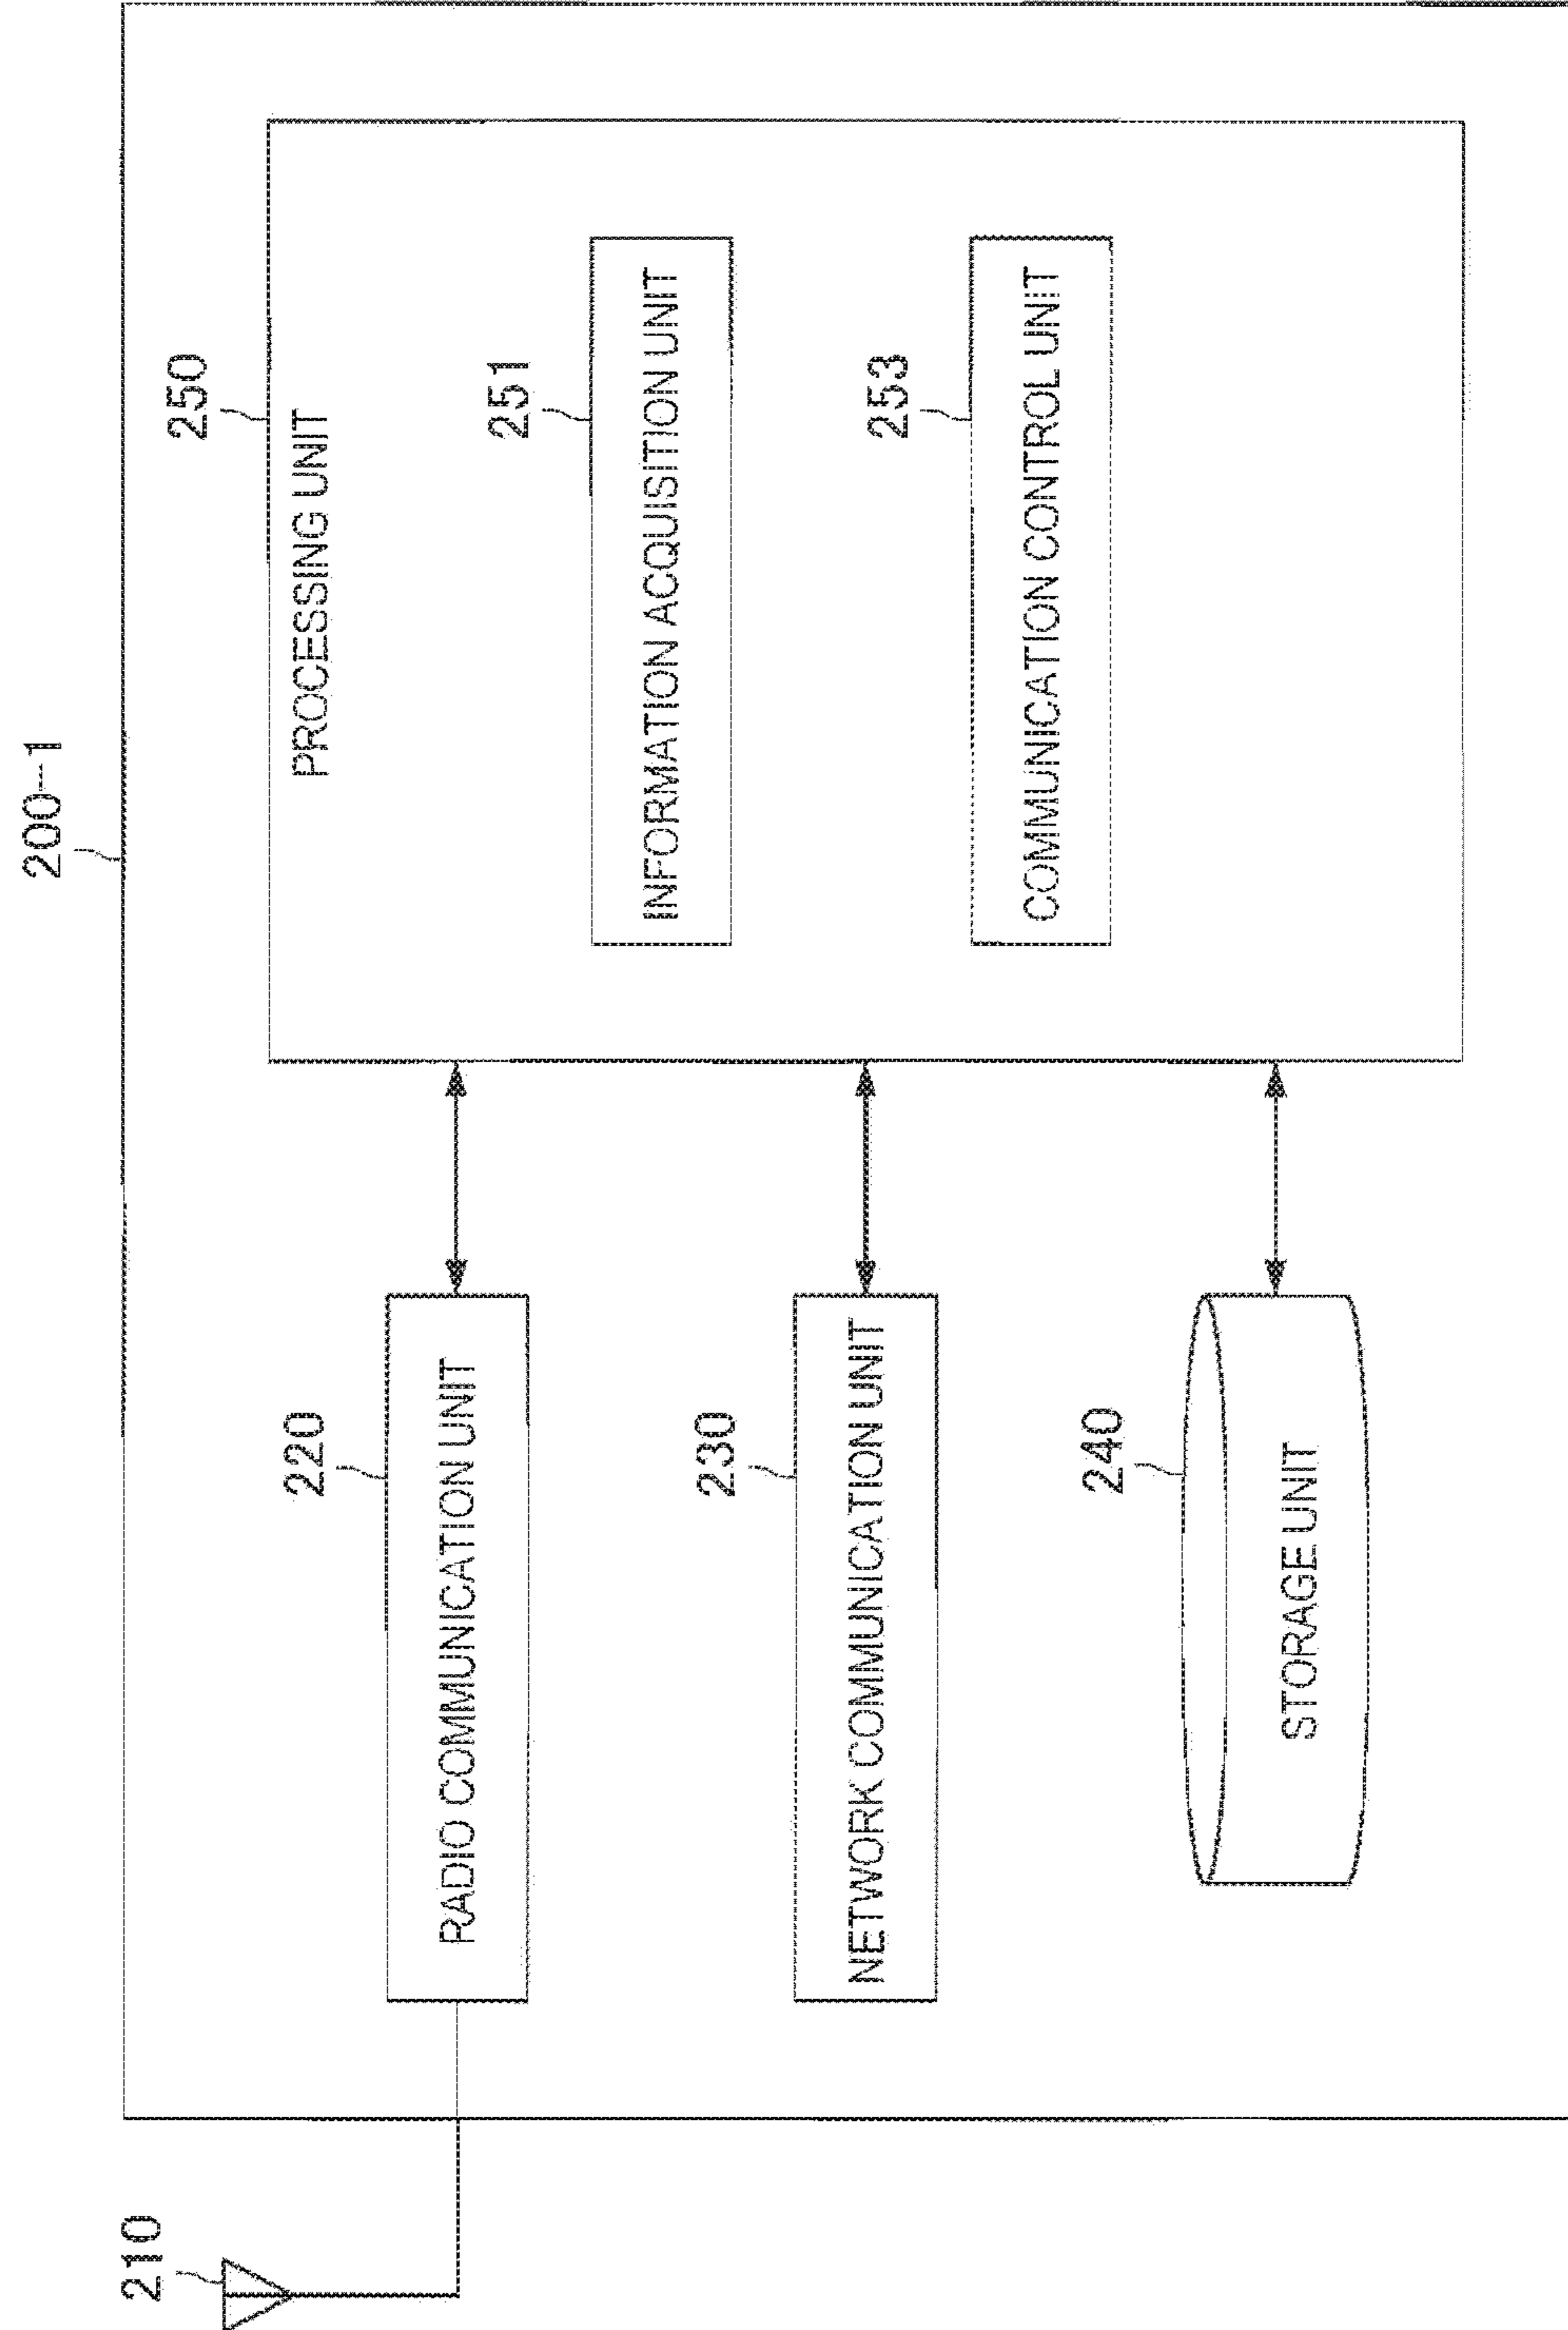 200-1
210
220
RADIO COMMUNICATION UNIT
230
NETWORK COMMUNICATION UNIT
240
STORAGE UNIT
250
PROCESSING UNIT
251
INFORMATION ACQUISITION UNIT
253
COMMUNICATION CONTROL UNIT